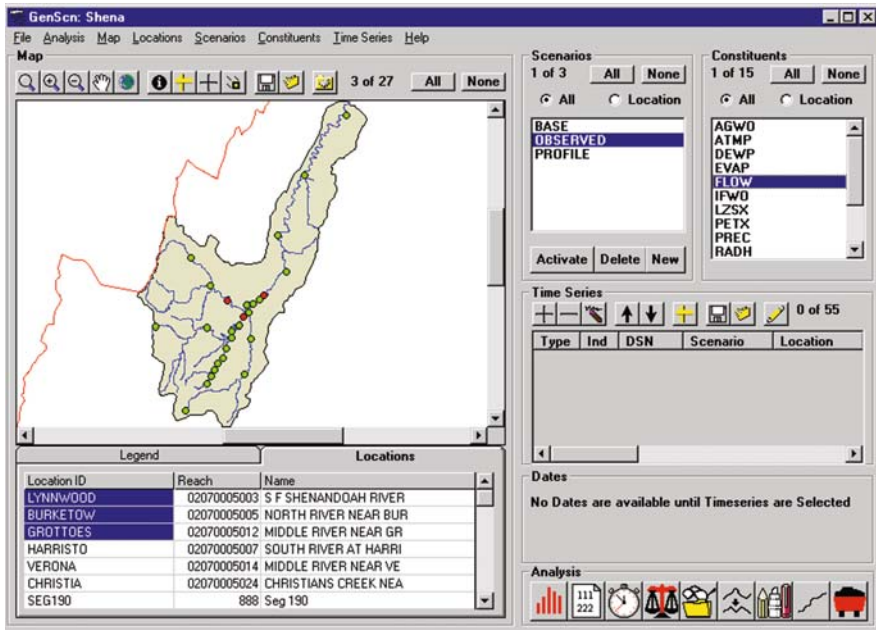 GenScn: Shena
File Analysis Map Locations Scenarios Constituents Time Series Help
Map
3 of 27 All None
Legend Locations
Location ID Reach Name
LYNNWOOD 02070005003 S F SHENANDOAH RIVER
BURKETOW 02070005005 NORTH RIVER NEAR BUR
GROTTOES 02070005012 MIDDLE RIVER NEAR GR
HARRISTO 02070005007 SOUTH RIVER AT HARRI
VERONA 02070005014 MIDDLE RIVER NEAR VE
CHRISTIA 02070005024 CHRISTIANS CREEK NEA
SEG190 888 Seg 190
Scenarios
1 of 3 All None
All Location
BASE
OBSERVED
PROFILE
Activate Delete New
Constituents
1 of 15 All None
All Location
AGWO
ATMP
DEWP
EVAP
FLOW
IFWO
LZSX
PETX
PREC
RADH
Time Series
0 of 55
Type Ind DSN Scenario Location
Dates
No Dates are available until Timeseries are Selected
Analysis
111
222